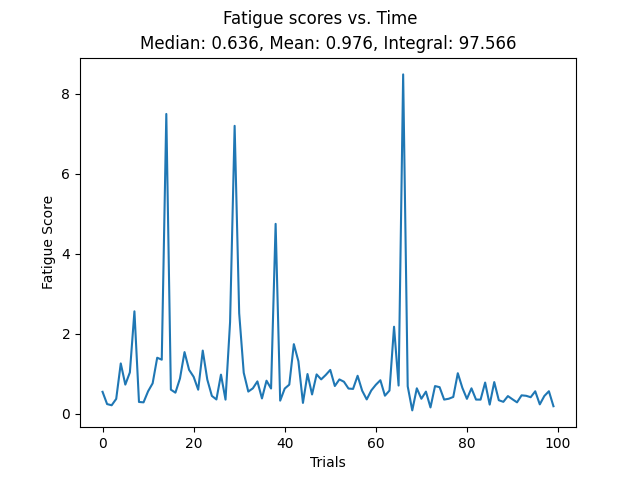 Fatigue scores vs. Time
Median: 0.636, Mean: 0.976, Integral: 97.566
8
6
4
2
0
Fatigue Score
0 20 40 60 80 100
Trials